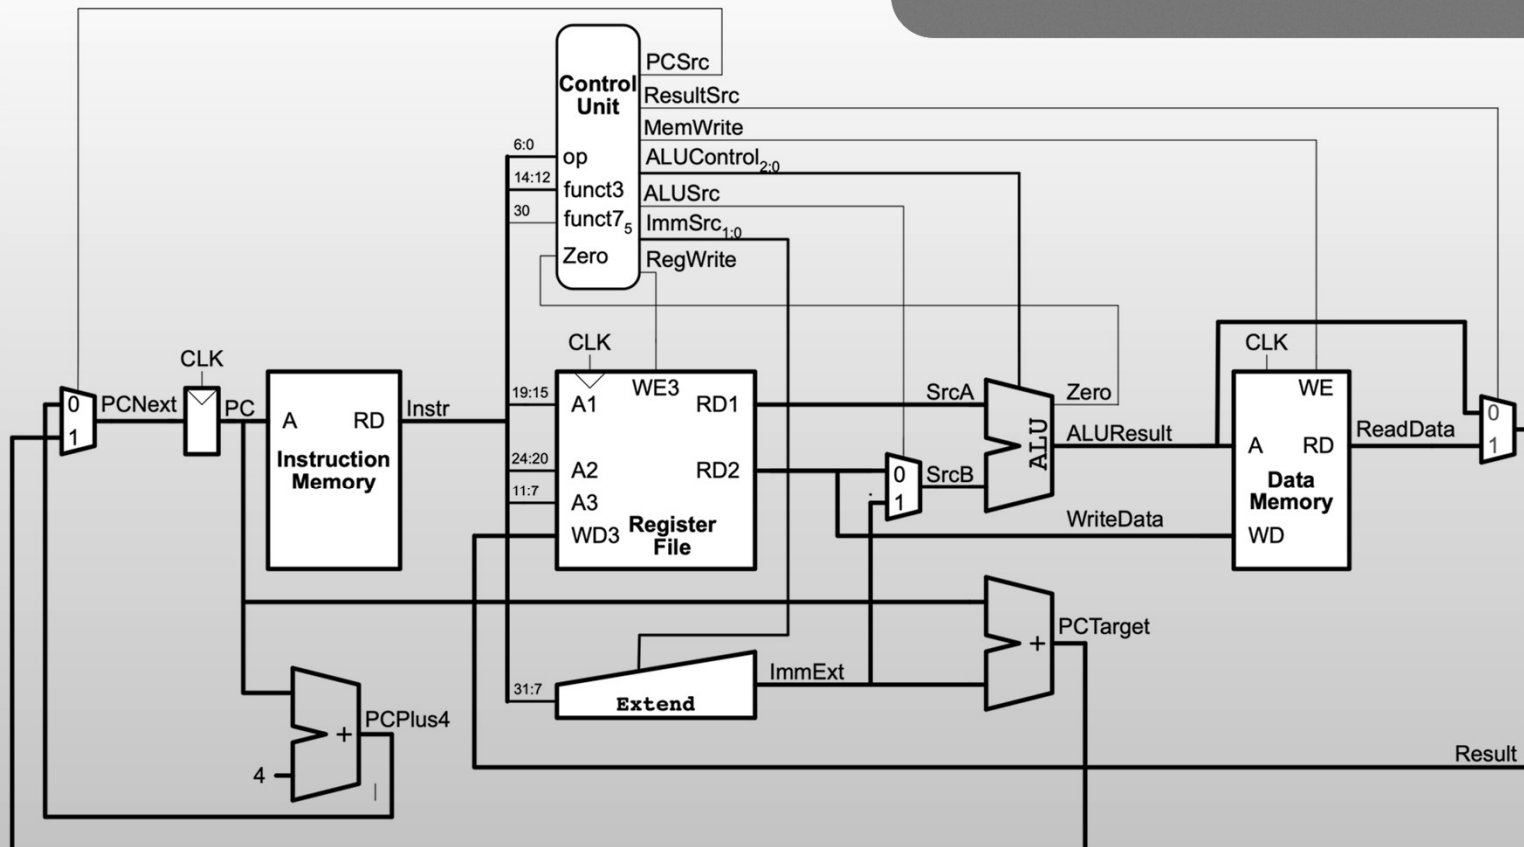 PCSrc
Control
Unit
ResultSrc
MemWrite
6:0
op
ALUControl2:0
14:12
funct3
ALUSrc
30
funct75
ImmSrc1:0
Zero
RegWrite
CLK
CLK
CLK
0
1
PCNext
PC
A
RD
Instruction
Memory
Instr
19:15
A1
WE3
RD1
24:20
A2
RD2
11:7
A3
WD3
Register
File
SrcA
0
1
SrcB
ALU
Zero
ALUResult
WriteData
WE
A
RD
Data
Memory
WD
ReadData
0
1
+
PCTarget
31:7
Extend
ImmExt
+
PCPlus4
4
Result